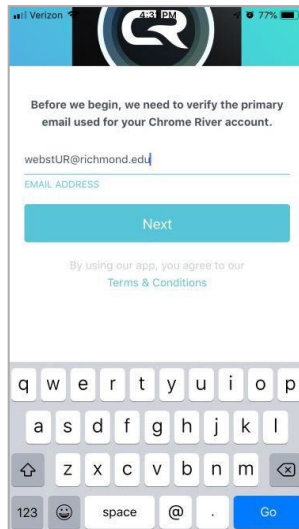 Verizon 4:33 PM 77%
CR
Before we begin, we need to verify the primary
email used for your Chrome River account.
webstUR@richmond.edu
EMAIL ADDRESS
Next
By using our app, you agree to our
Terms & Conditions
q w e r t y u i o p
a s d f g h j k l
z x c v b n m
123 space @ . Go